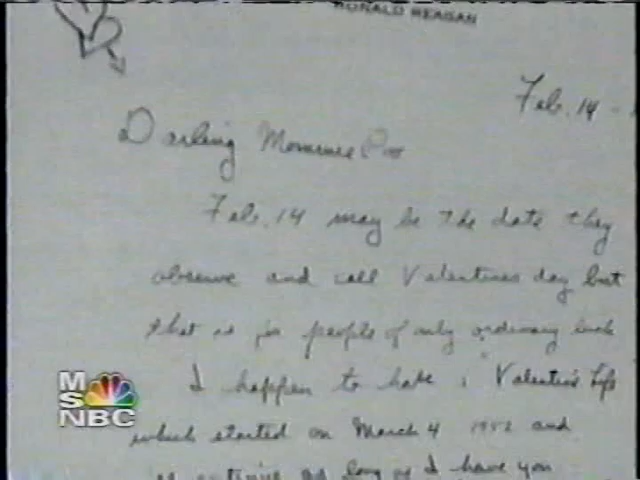 RONALD REAGAN
Feb. 14 -
Darling Mommie Poo
Feb. 14 may be the date they
observe and call Valentines day but
that is for people of only ordinary luck
I happen to have a "Valentine Life
which started on March 4 1952 and
as long as I have you
MSNBC